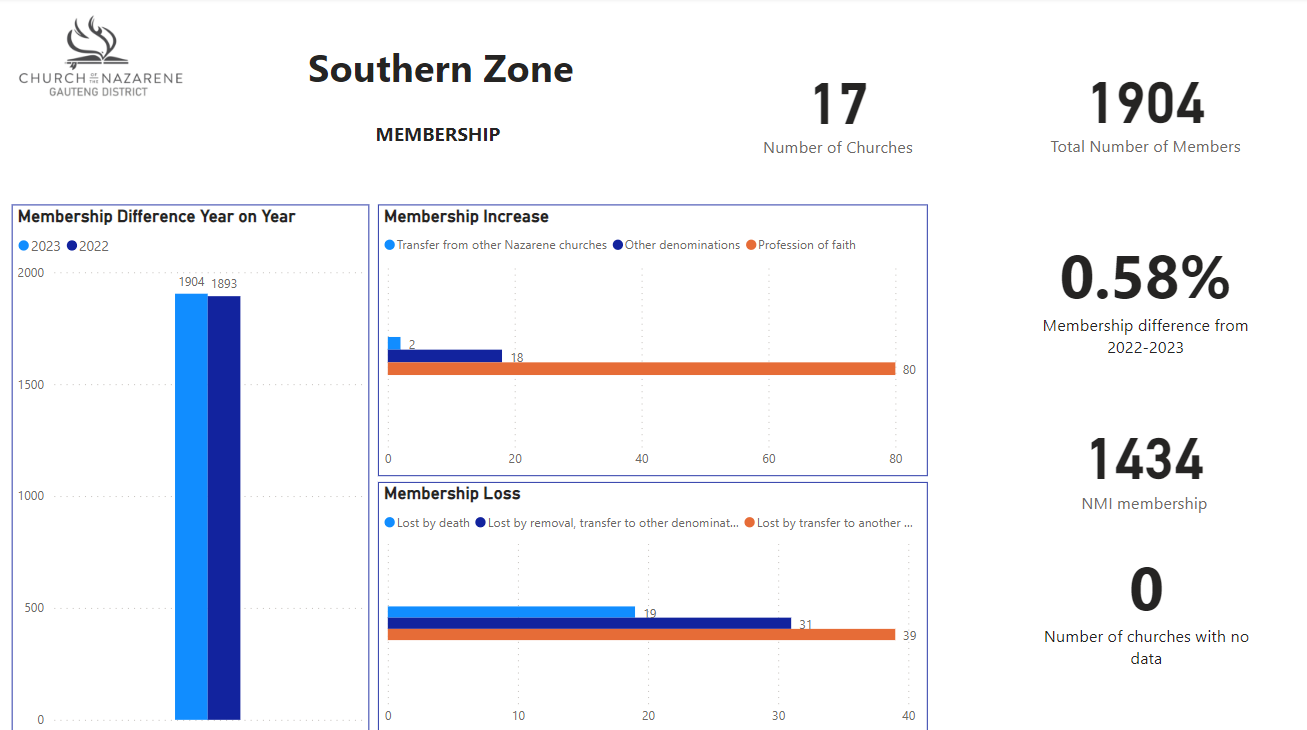 CHURCH OF THE NAZARENE
GAUTENG DISTRICT
Southern Zone
MEMBERSHIP
17
Number of Churches
1904
Total Number of Members
Membership Difference Year on Year
2023 2022
2000
1904 1893
1500
1000
500
0
Membership Increase
Transfer from other Nazarene churches Other denominations Profession of faith
2
18
80
0 20 40 60 80
Membership Loss
Lost by death Lost by removal, transfer to other denominat... Lost by transfer to another ...
19
31
39
0 10 20 30 40
0.58%
Membership difference from
2022-2023
1434
NMI membership
0
Number of churches with no
data